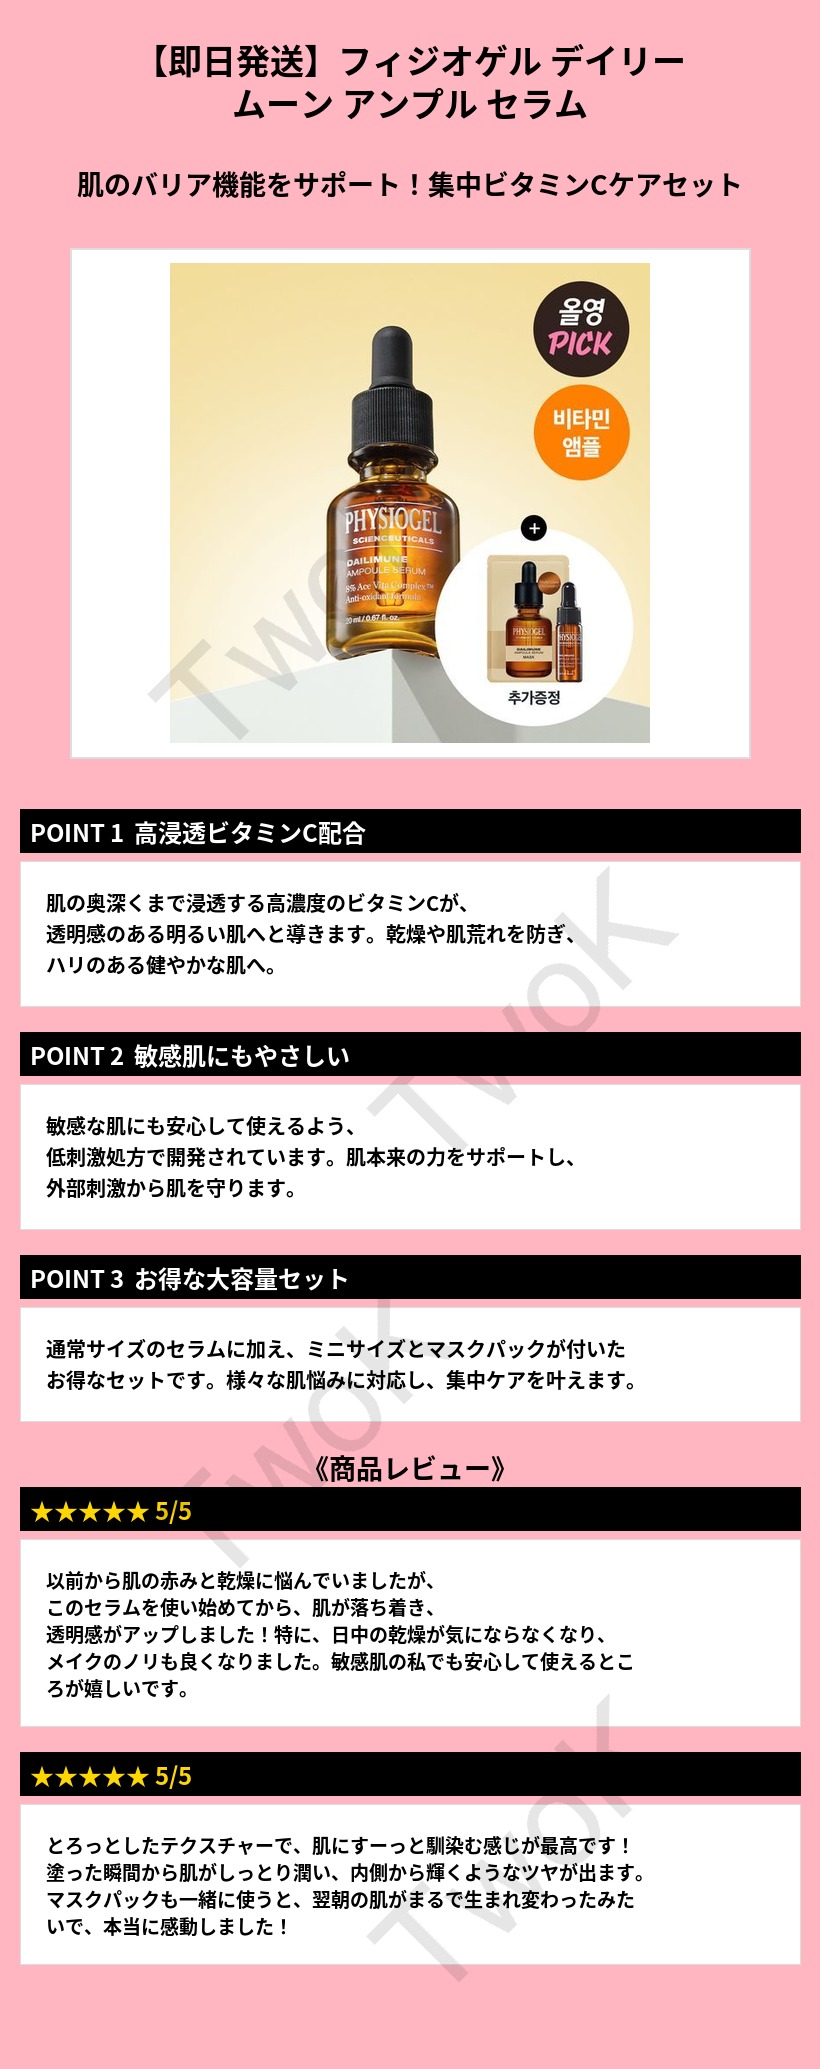 【即日発送】フィジオゲル デイリー
ムーン アンプル セラム
肌のバリア機能をサポート！集中ビタミンCケアセット
올영
PICK
비타민
앰플
PHYSIOGEL
SCIENCEUTICALS
DAILIMUNE
AMPOULE SERUM
8% Ace Vita Complex™
Anti-oxidant formula
20 ml / 0.67 fl. oz.
+
PHYSIOGEL
DAILIMUNE
AMPOULE SERUM
MASK
PHYSIOGEL
추가증정
TwoK
POINT 1 高浸透ビタミンC配合
肌の奥深くまで浸透する高濃度のビタミンCが、
透明感のある明るい肌へと導きます。乾燥や肌荒れを防ぎ、
ハリのある健やかな肌へ。
TwoK
POINT 2 敏感肌にもやさしい
敏感な肌にも安心して使えるよう、
低刺激処方で開発されています。肌本来の力をサポートし、
外部刺激から肌を守ります。
POINT 3 お得な大容量セット
通常サイズのセラムに加え、ミニサイズとマスクパックが付いた
お得なセットです。様々な肌悩みに対応し、集中ケアを叶えます。
TwoK
《商品レビュー》
★★★★★ 5/5
以前から肌の赤みと乾燥に悩んでいましたが、
このセラムを使い始めてから、肌が落ち着き、
透明感がアップしました！特に、日中の乾燥が気にならなくなり、
メイクのノリも良くなりました。敏感肌の私でも安心して使えるとこ
ろが嬉しいです。
★★★★★ 5/5
とろっとしたテクスチャーで、肌にすーっと馴染む感じが最高です！
塗った瞬間から肌がしっとり潤い、内側から輝くようなツヤが出ます。
マスクパックも一緒に使うと、翌朝の肌がまるで生まれ変わったみた
いで、本当に感動しました！
TwoK